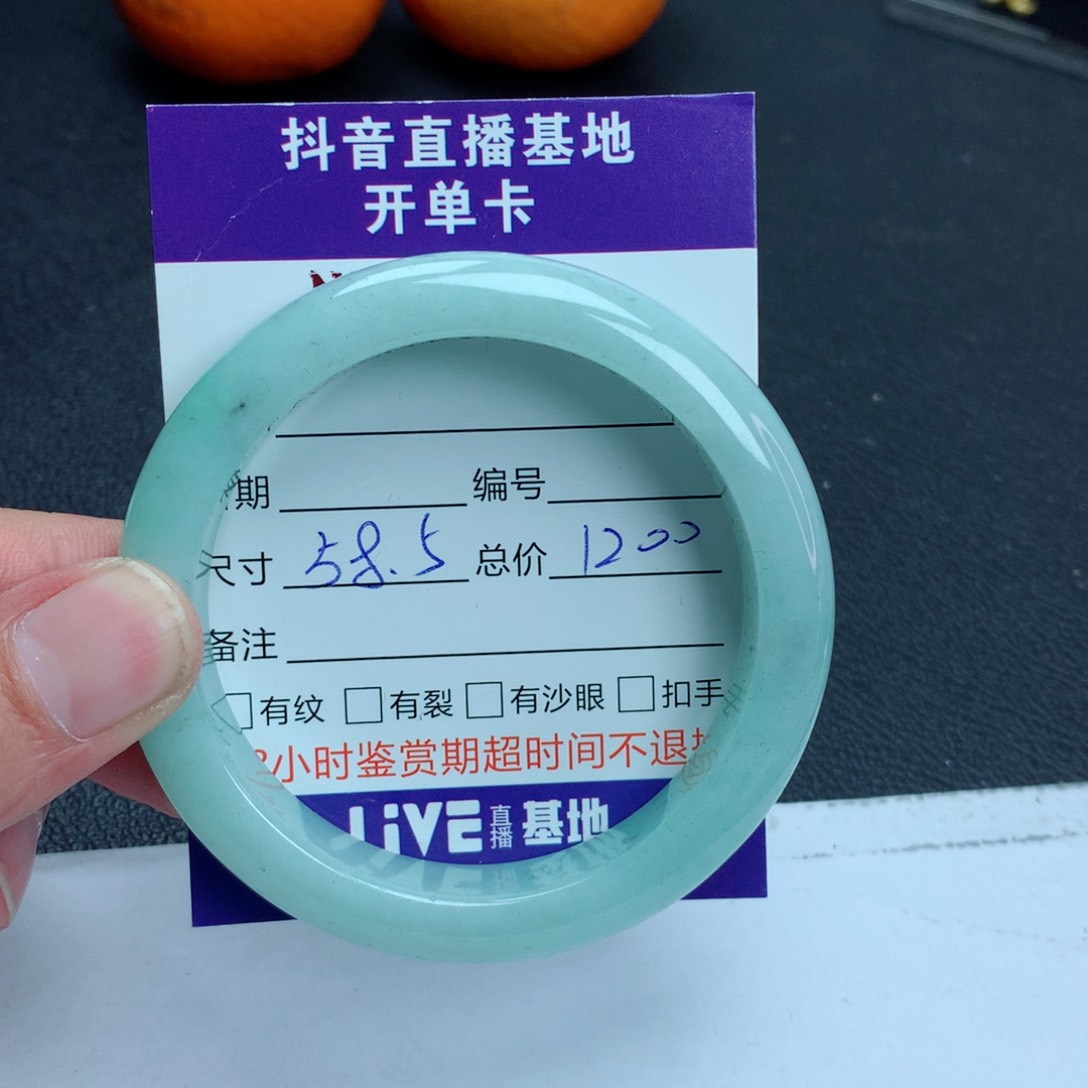 抖音直播基地
开单卡
期 编号
尺寸 58.5 总价 1200
备注
有纹 有裂 有沙眼 扣手
小时鉴赏期超时间不退
LiVE 直播 基地